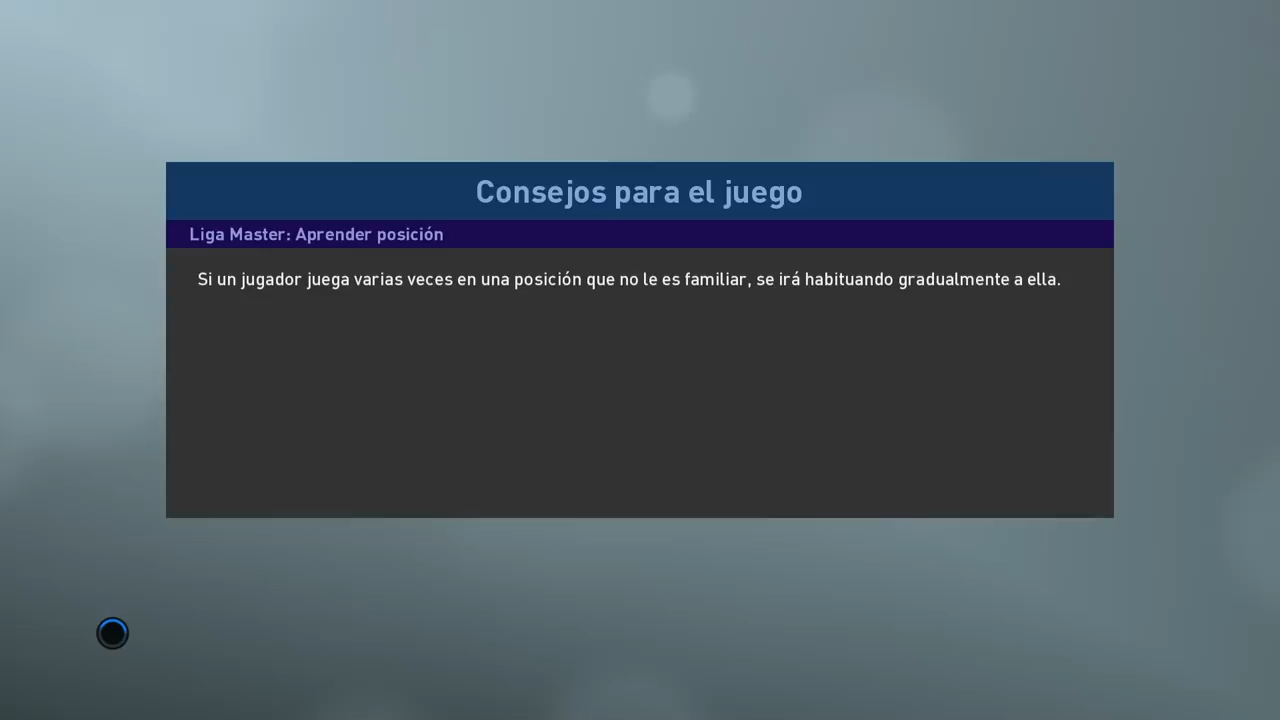 Consejos para el juego
Liga Master: Aprender posición
Si un jugador juega varias veces en una posición que no le es familiar, se irá habituando gradualmente a ella.